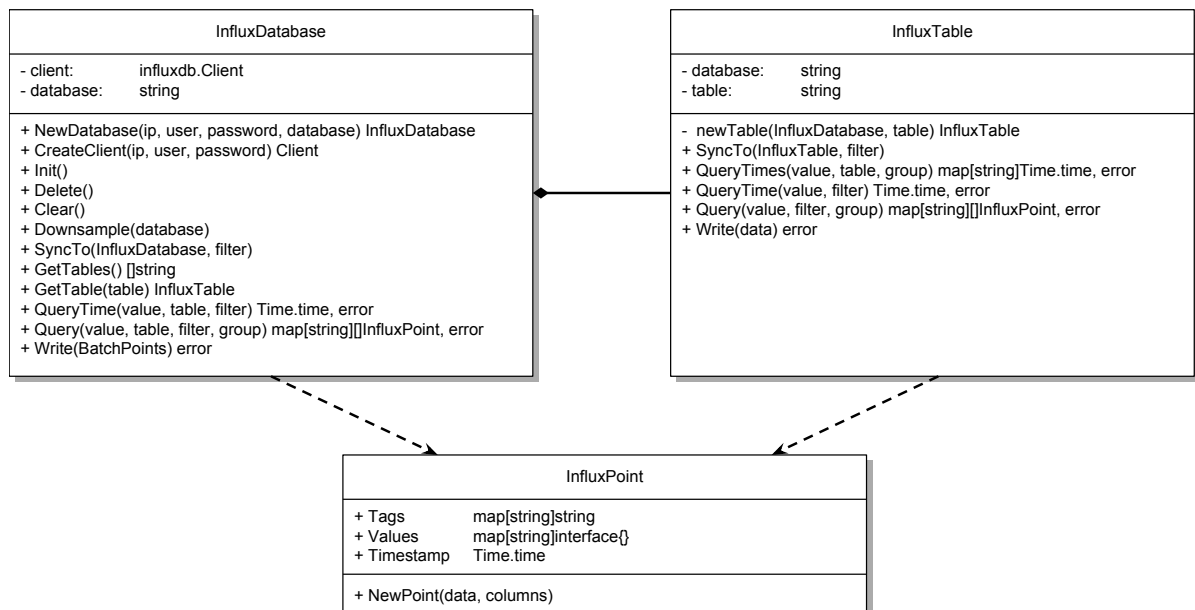 InfluxDatabase
- client: influxdb.Client
- database: string
+ NewDatabase(ip, user, password, database) InfluxDatabase
+ CreateClient(ip, user, password) Client
+ Init()
+ Delete()
+ Clear()
+ Downsample(database)
+ SyncTo(InfluxDatabase, filter)
+ GetTables() []string
+ GetTable(table) InfluxTable
+ QueryTime(value, table, filter) Time.time, error
+ Query(value, table, filter, group) map[string][]InfluxPoint, error
+ Write(BatchPoints) error
InfluxTable
- database: string
- table: string
- newTable(InfluxDatabase, table) InfluxTable
+ SyncTo(InfluxTable, filter)
+ QueryTimes(value, table, group) map[string]Time.time, error
+ QueryTime(value, filter) Time.time, error
+ Query(value, filter, group) map[string][]InfluxPoint, error
+ Write(data) error
InfluxPoint
+ Tags map[string]string
+ Values map[string]interface{}
+ Timestamp Time.time
+ NewPoint(data, columns)